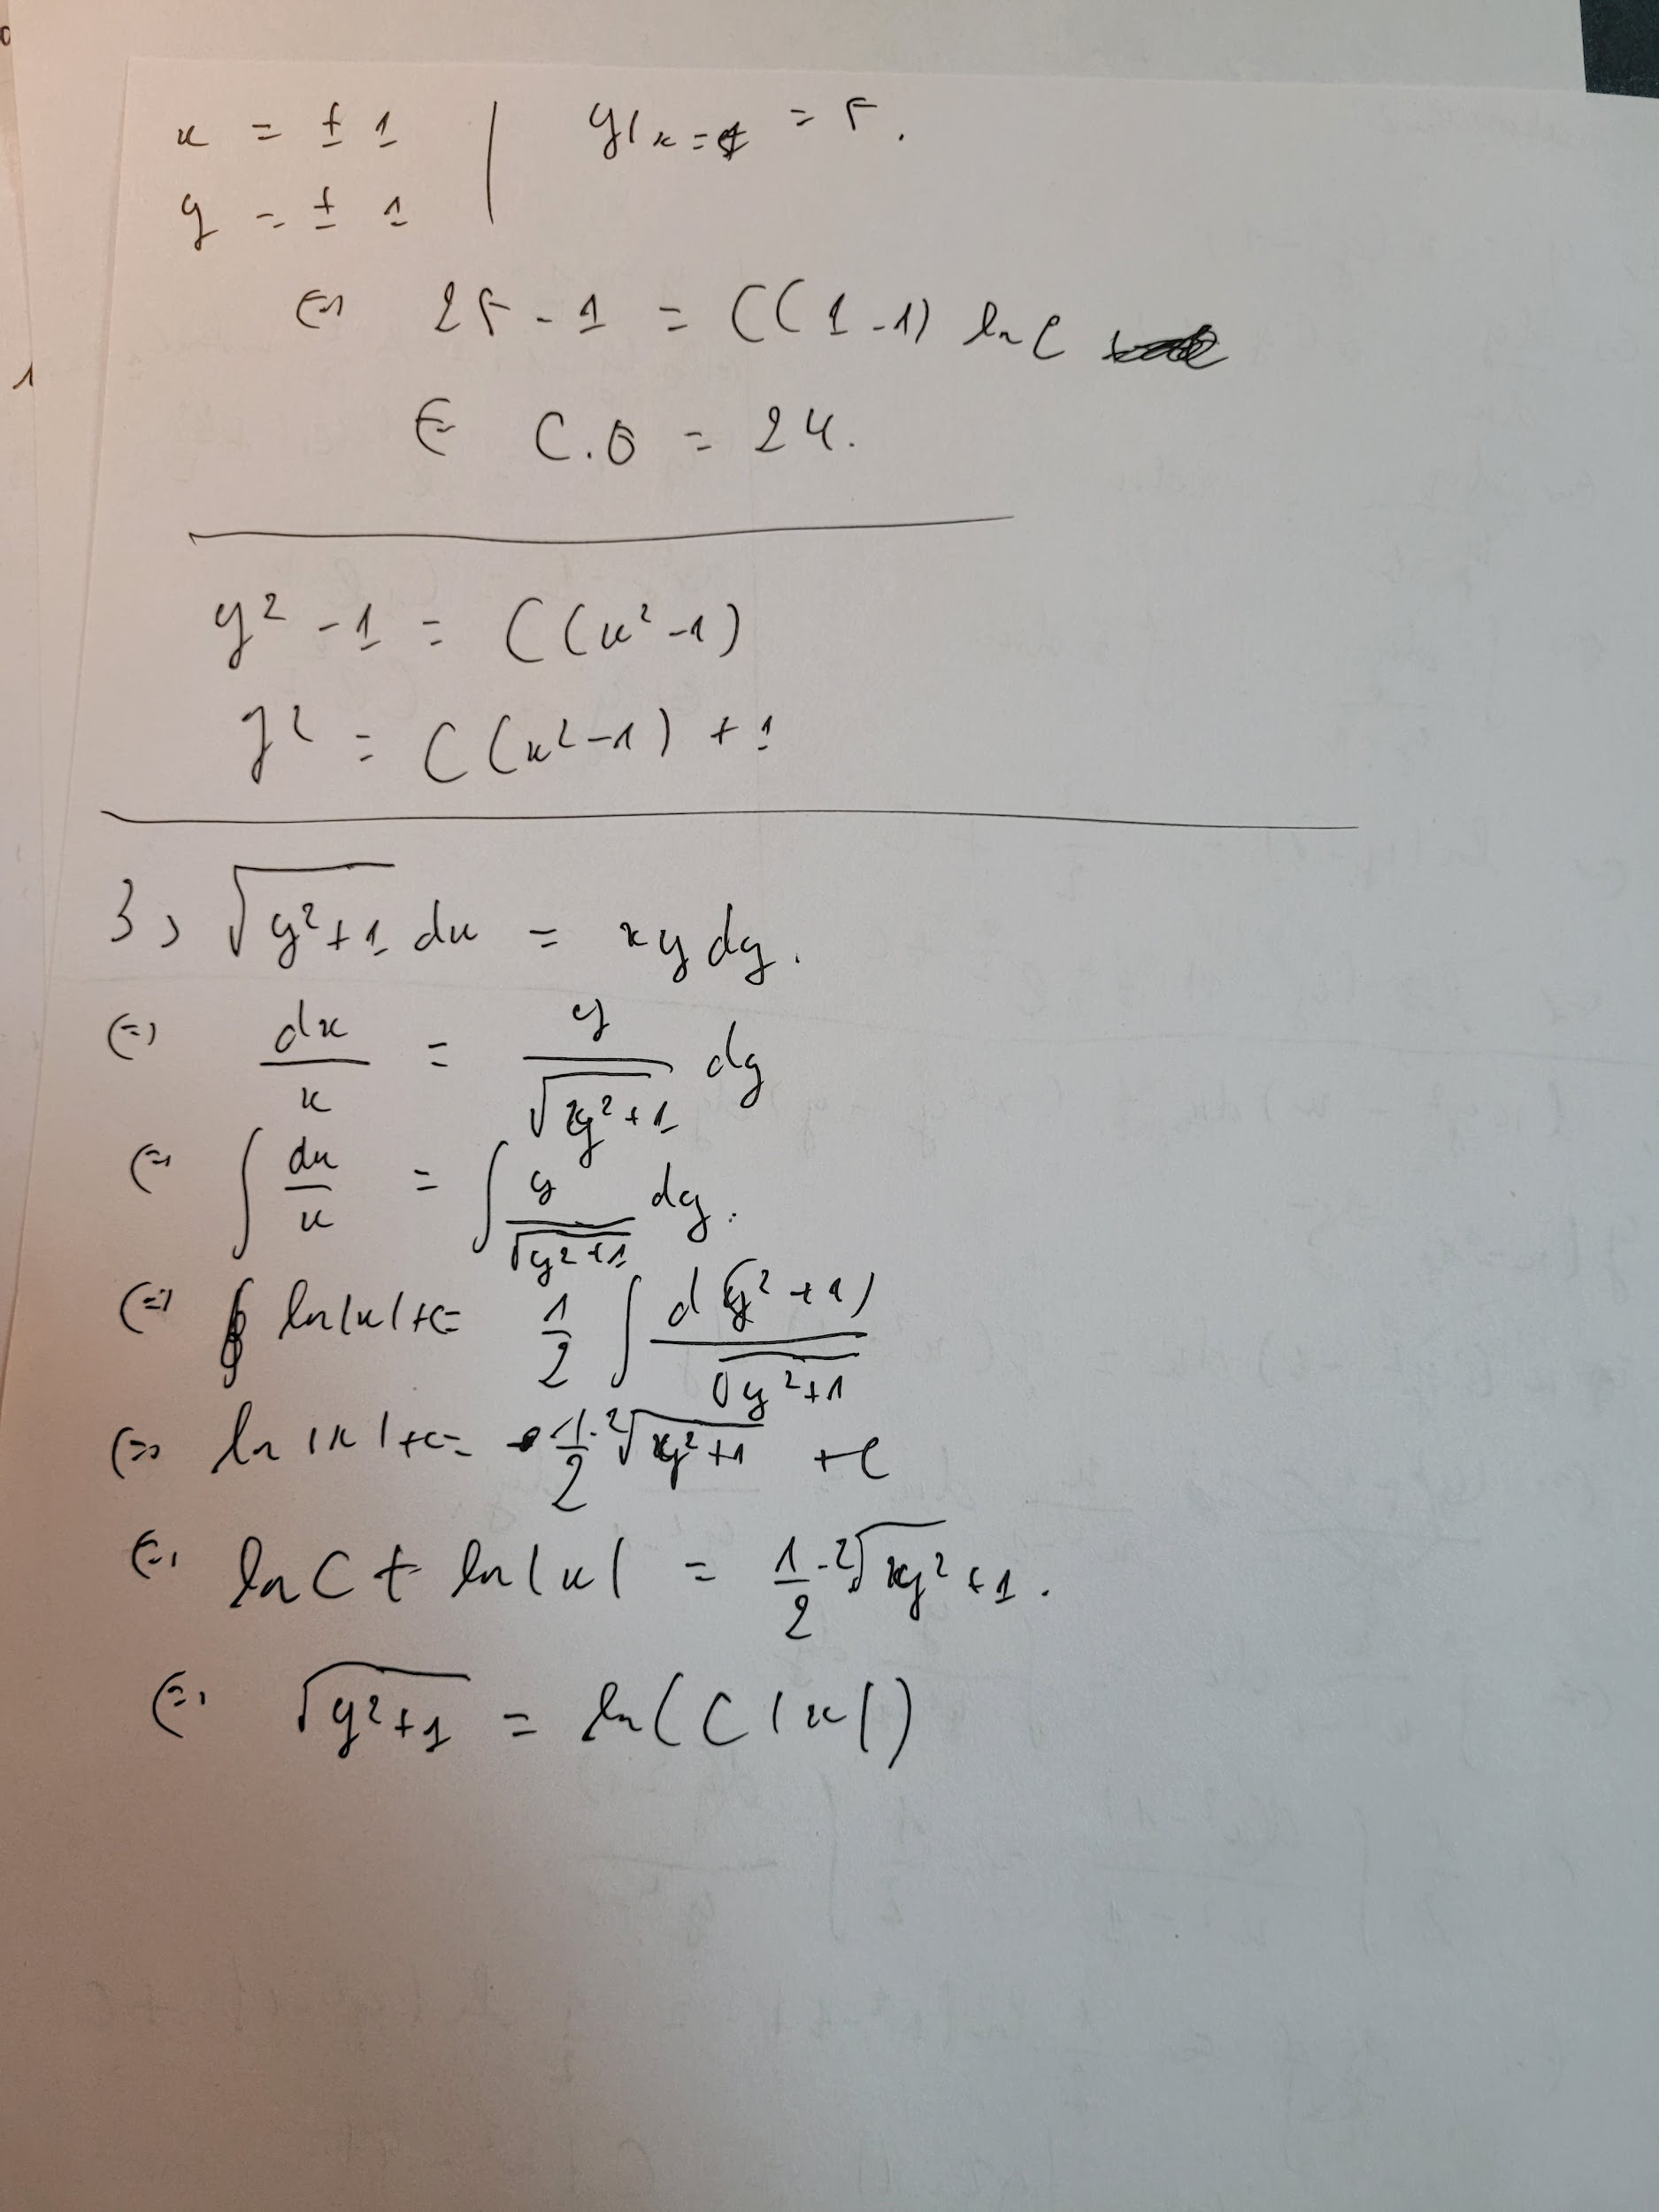 x = ± 1 | y|x=1 = 5.
y = ± 1
⇔ 25 - 1 = C(1-1) ln C
⇔ C.0 = 24.
y² - 1 = C(x² - 1)
y² = C(x² - 1) + 1
3, √(y²+1) dx = xy dy.
⇔ dx/x = y/√(y²+1) dy
⇔ ∫ dx/x = ∫ y/√(y²+1) dy.
⇔ ln|x| + C = 1/2 ∫ d(y²+1)/√(y²+1)
⇔ ln|x| + C = 1/2 · 2√(y²+1) + C
⇔ ln C + ln|x| = 1/2 · 2√(y²+1).
⇔ √(y²+1) = ln(C|x|)